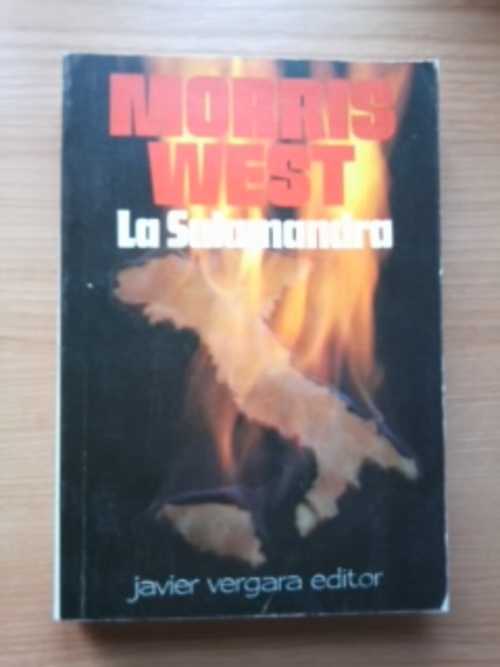 MORRIS
WEST
La Salamandra
javier vergara editor